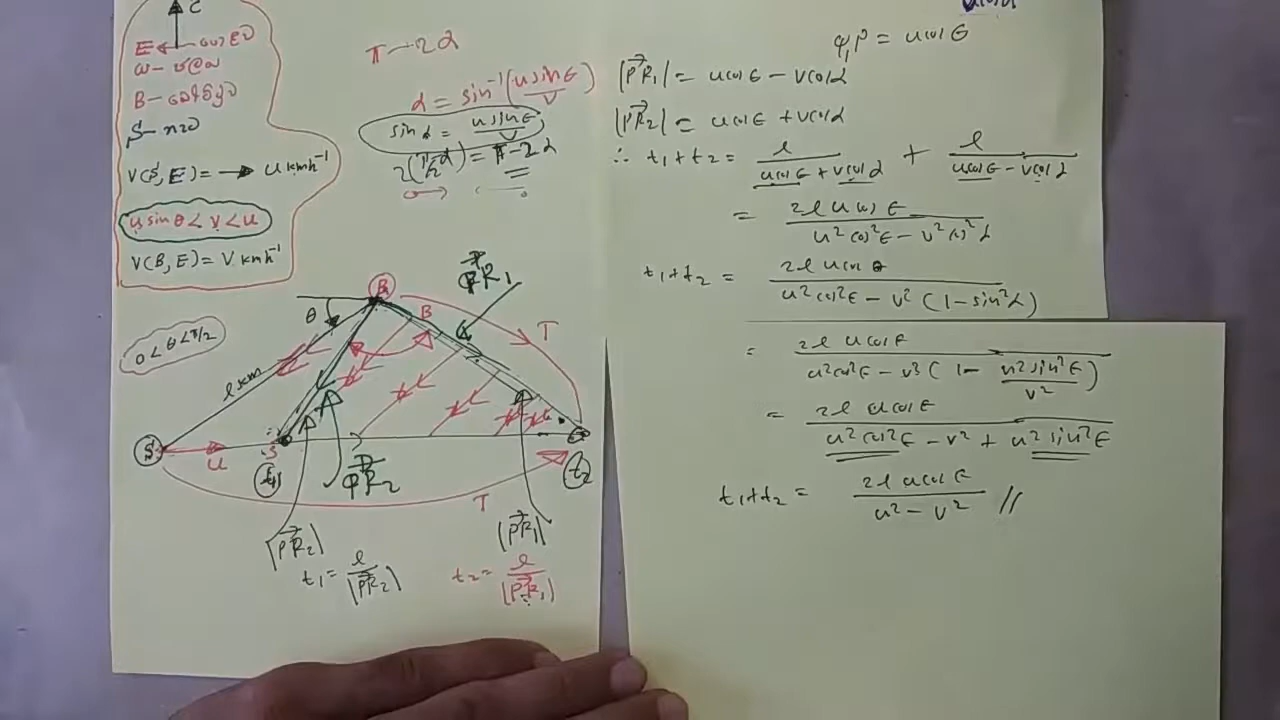 C
E
W –
B –
S –
V(S, E) = → u kmh⁻¹
u sin θ < v < u
V(B, E) = V kmh⁻¹
π – 2α
α = sin⁻¹(u sin θ / v)
sin α = u sin θ / v
2(π/2 – α) = π – 2α
0 < θ < π/2
θ
B
B
T
PR₁
l km
S
u
S
t₁
t₂
PR₂
T
|PR₂|
|PR₁|
t₁ = l / |PR₂|
t₂ = l / |PR₁|
= u cos θ
|PR₁| = u cos θ – v cos α
|PR₂| = u cos θ + v cos α
∴ t₁ + t₂ = l / (u cos θ + v cos α) + l / (u cos θ – v cos α)
= 2l u cos θ / (u² cos² θ – v² cos² α)
t₁ + t₂ = 2l u cos θ / (u² cos² θ – v² (1 – sin² α))
= 2l u cos θ / (u² cos² θ – v² (1 – u² sin² θ / v²))
= 2l u cos θ / (u² cos² θ – v² + u² sin² θ)
t₁ + t₂ = 2l u cos θ / (u² – v²) //